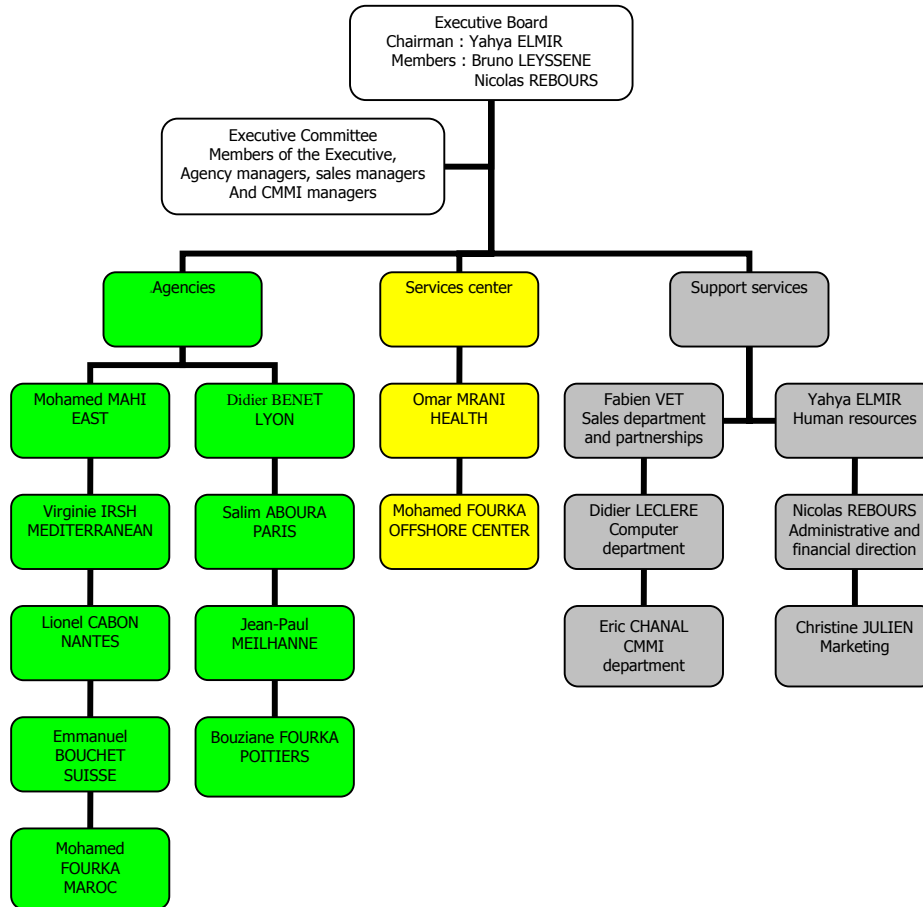 Executive Board
Chairman : Yahya ELMIR
Members : Bruno LEYSSENE
Nicolas REBOURS
Executive Committee
Members of the Executive,
Agency managers, sales managers
And CMMI managers
.Agencies
Services center
Support services
Mohamed MAHI
EAST
Didier BENET
LYON
Omar MRANI
HEALTH
Fabien VET
Sales department
and partnerships
Yahya ELMIR
Human resources
Virginie IRSH
MEDITERRANEAN
Salim ABOURA
PARIS
Mohamed FOURKA
OFFSHORE CENTER
Didier LECLERE
Computer
department
Nicolas REBOURS
Administrative and
financial direction
Lionel CABON
NANTES
Jean-Paul
MEILHANNE
Eric CHANAL
CMMI
department
Christine JULIEN
Marketing
Emmanuel
BOUCHET
SUISSE
Bouziane FOURKA
POITIERS
Mohamed
FOURKA
MAROC